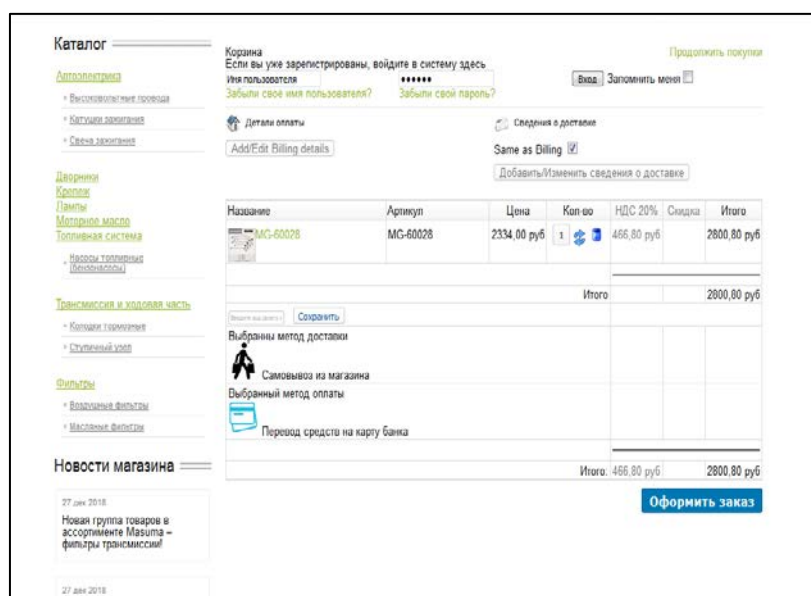 Каталог
Автоэлектрика
Высоковольтные провода
Катушки зажигания
Свеча зажигания
Дворники
Крепеж
Лампы
Моторное масло
Топливная система
Насосы топливные
(бензонасосы)
Трансмиссия и ходовая часть
Колодки тормозные
Ступичный узел
Фильтры
Воздушные фильтры
Масляные фильтры
Новости магазина
27 дек 2018
Новая группа товаров в
ассортименте Masuma –
фильтры трансмиссии!
27 дек 2018
Корзина
Продолжить покупки
Если вы уже зарегистрированы, войдите в систему здесь
Имя пользователя •••••• Вход Запомнить меня
Забыли свое имя пользователя? Забыли свой пароль?
Детали оплаты Сведения о доставке
Add/Edit Billing details Same as Billing
Добавить/Изменить сведения о доставке
Название Артикул Цена Кол-во НДС 20% Скидка Итого
MG-60028 MG-60028 2334,00 руб 1 466,80 руб 2800,80 руб
Итого 2800,80 руб
Сохранить
Выбранны метод доставки
Самовывоз из магазина
Выбранный метод оплаты
Перевод средств на карту банка
Итого: 466,80 руб 2800,80 руб
Оформить заказ